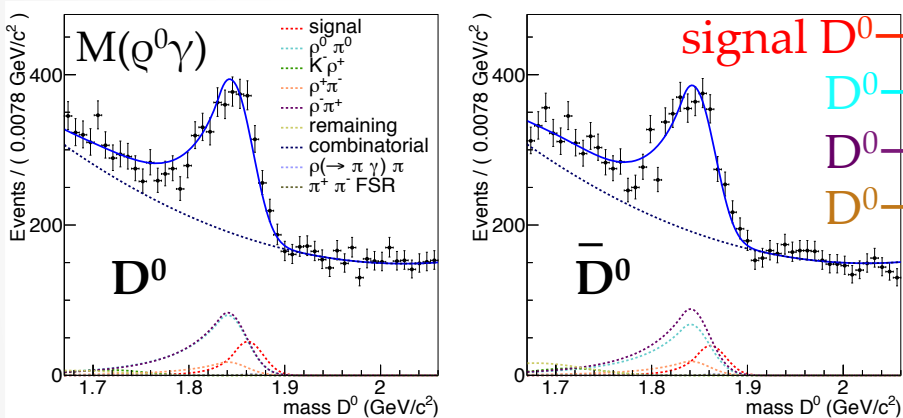 M(ϱ⁰γ)
signal
ρ⁰ π⁰
K⁻ρ⁺
ρ⁺π⁻
ρ⁻π⁺
remaining
combinatorial
ρ(→ π γ) π
π⁺ π⁻ FSR
Events / ( 0.0078 GeV/c² )
400
200
0
D⁰
1.7 1.8 1.9 2
mass D⁰ (GeV/c²)
signal D⁰
D⁰
D⁰
D⁰
Events / ( 0.0078 GeV/c² )
400
200
0
D̄⁰
1.7 1.8 1.9 2
mass D⁰ (GeV/c²)